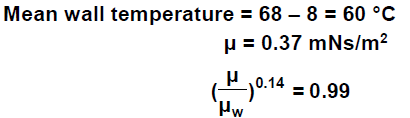 Mean wall temperature = 68 – 8 = 60 °C
μ = 0.37 mNs/m²
(μ/μw)^0.14 = 0.99